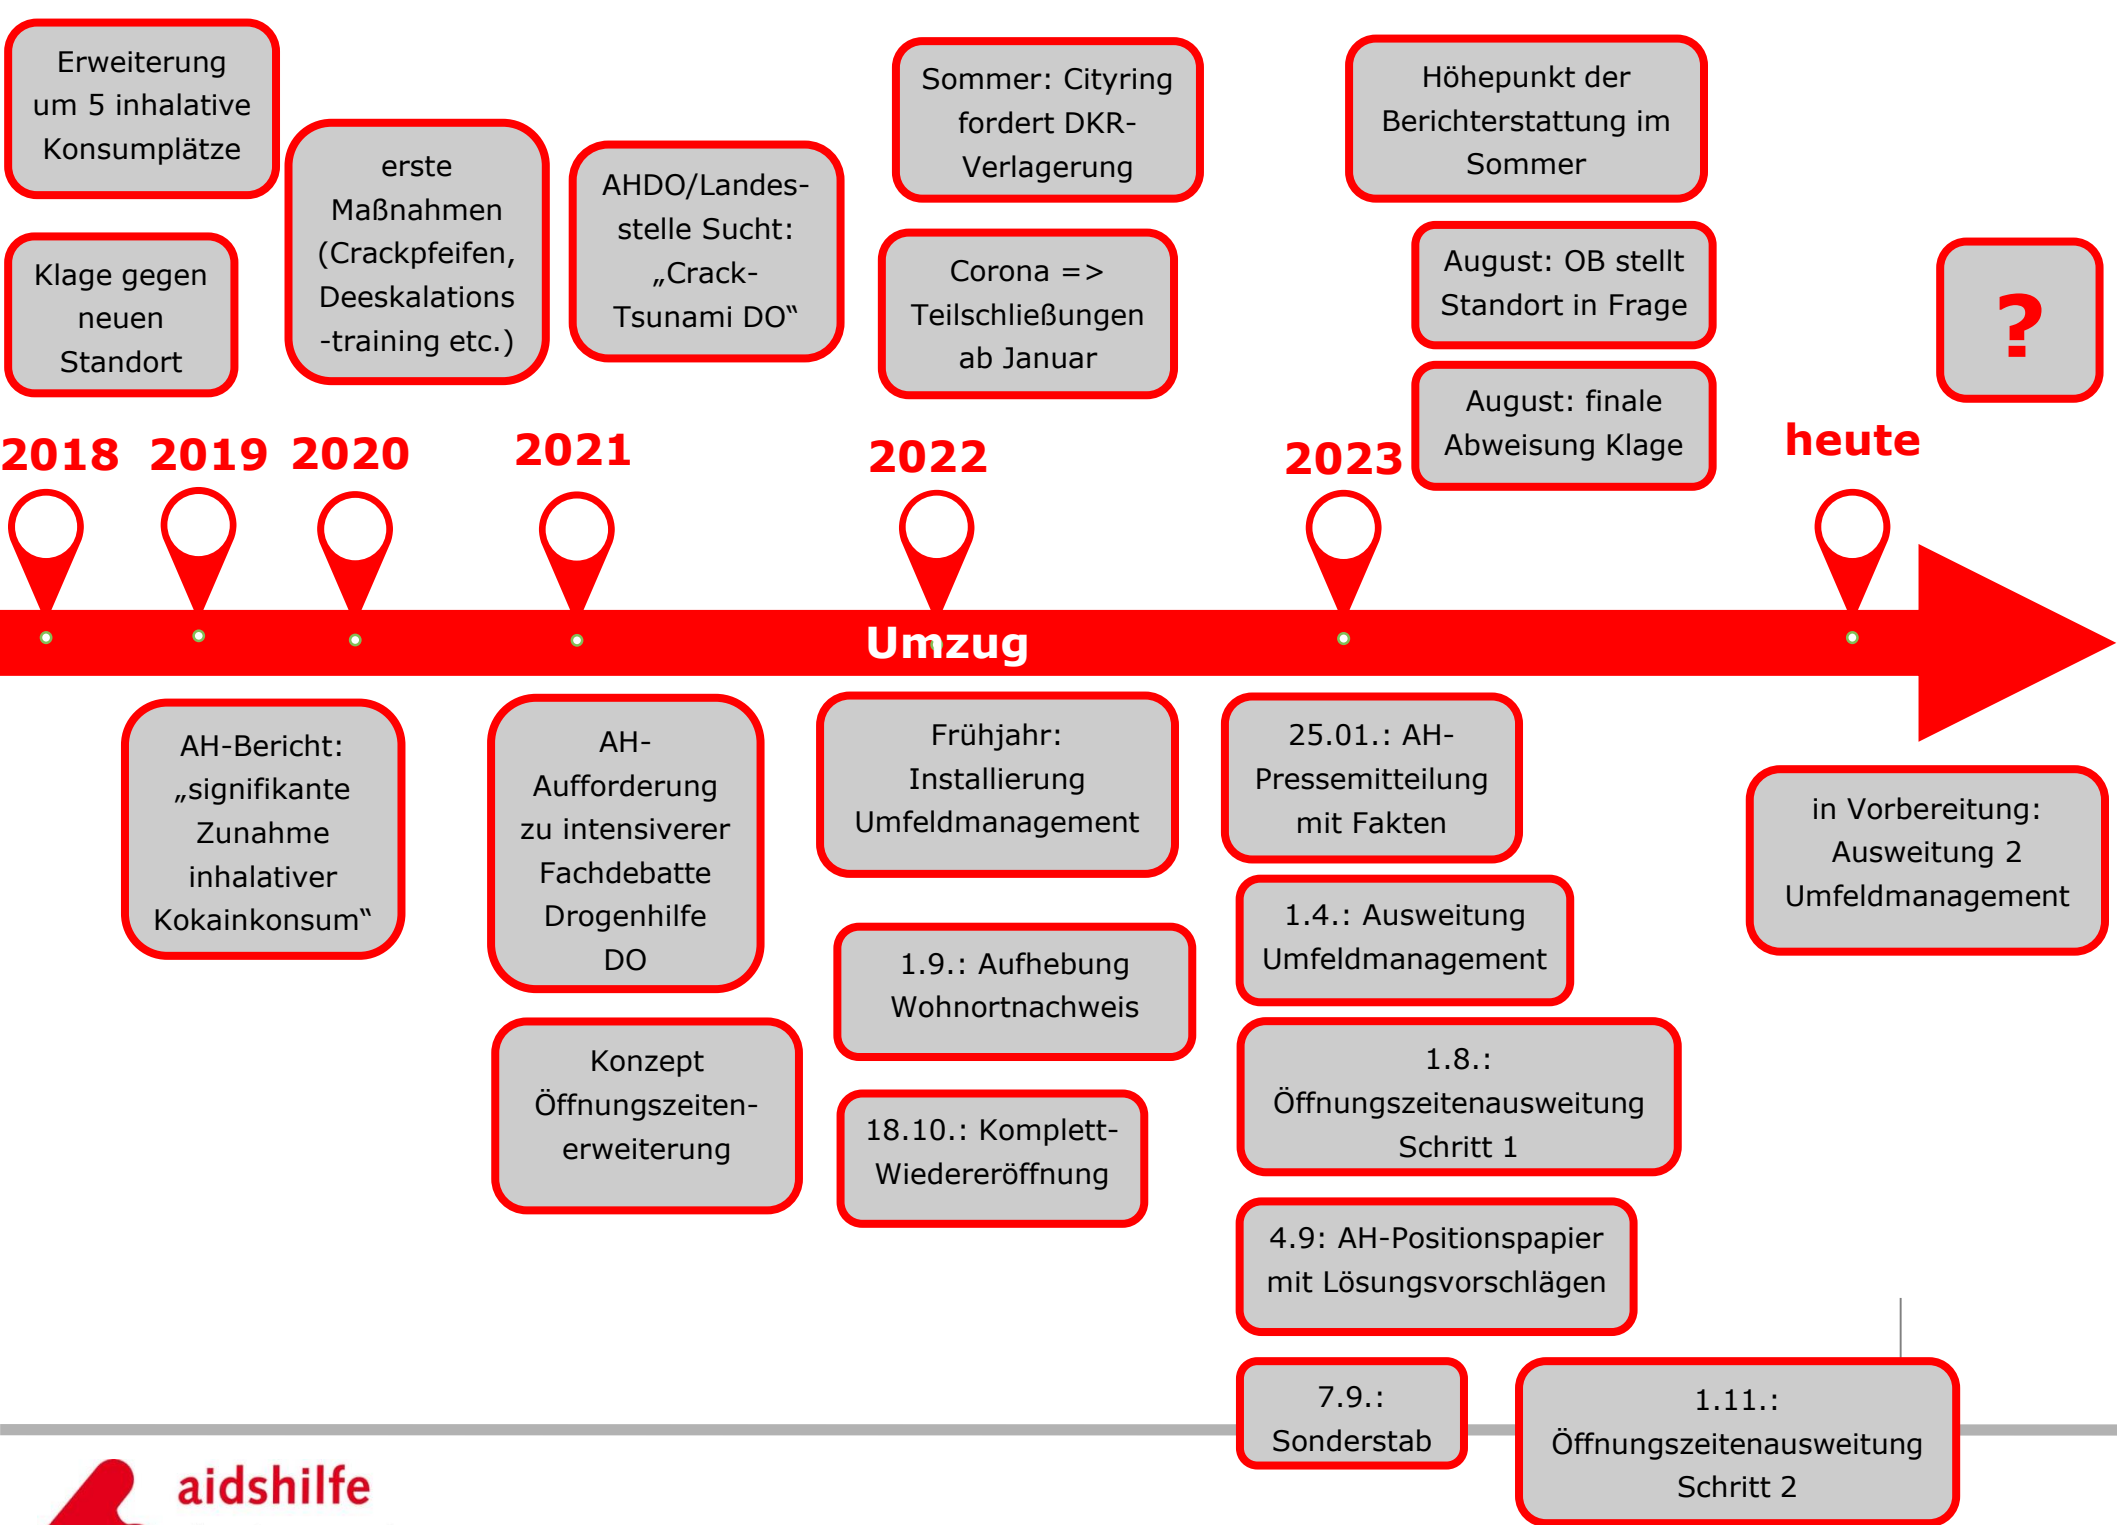 Erweiterung
um 5 inhalative
Konsumplätze
Klage gegen
neuen
Standort
erste
Maßnahmen
(Crackpfeifen,
Deeskalations
-training etc.)
AHDO/Landes-
stelle Sucht:
„Crack-
Tsunami DO“
Sommer: Cityring
fordert DKR-
Verlagerung
Corona =>
Teilschließungen
ab Januar
Höhepunkt der
Berichterstattung im
Sommer
August: OB stellt
Standort in Frage
August: finale
Abweisung Klage
?
2018
2019
2020
2021
2022
2023
heute
Umzug
AH-Bericht:
„signifikante
Zunahme
inhalativer
Kokainkonsum“
AH-
Aufforderung
zu intensiverer
Fachdebatte
Drogenhilfe
DO
Konzept
Öffnungszeiten-
erweiterung
Frühjahr:
Installierung
Umfeldmanagement
1.9.: Aufhebung
Wohnortnachweis
18.10.: Komplett-
Wiedereröffnung
25.01.: AH-
Pressemitteilung
mit Fakten
1.4.: Ausweitung
Umfeldmanagement
1.8.:
Öffnungszeitenausweitung
Schritt 1
4.9: AH-Positionspapier
mit Lösungsvorschlägen
7.9.:
Sonderstab
1.11.:
Öffnungszeitenausweitung
Schritt 2
in Vorbereitung:
Ausweitung 2
Umfeldmanagement
aidshilfe